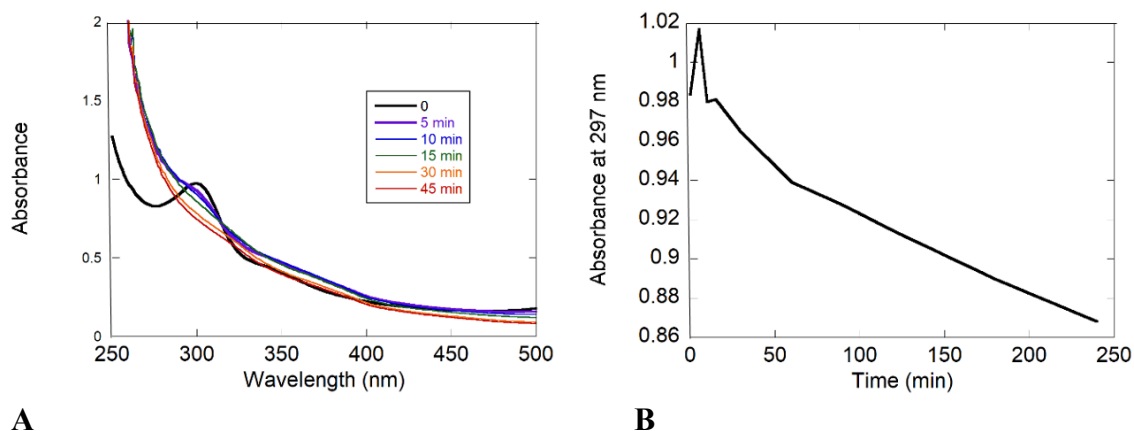 2
1.5
1
0.5
0
Absorbance
0
5 min
10 min
15 min
30 min
45 min
250 300 350 400 450 500
Wavelength (nm)
A
1.02
1
0.98
0.96
0.94
0.92
0.9
0.88
0.86
Absorbance at 297 nm
0 50 100 150 200 250
Time (min)
B